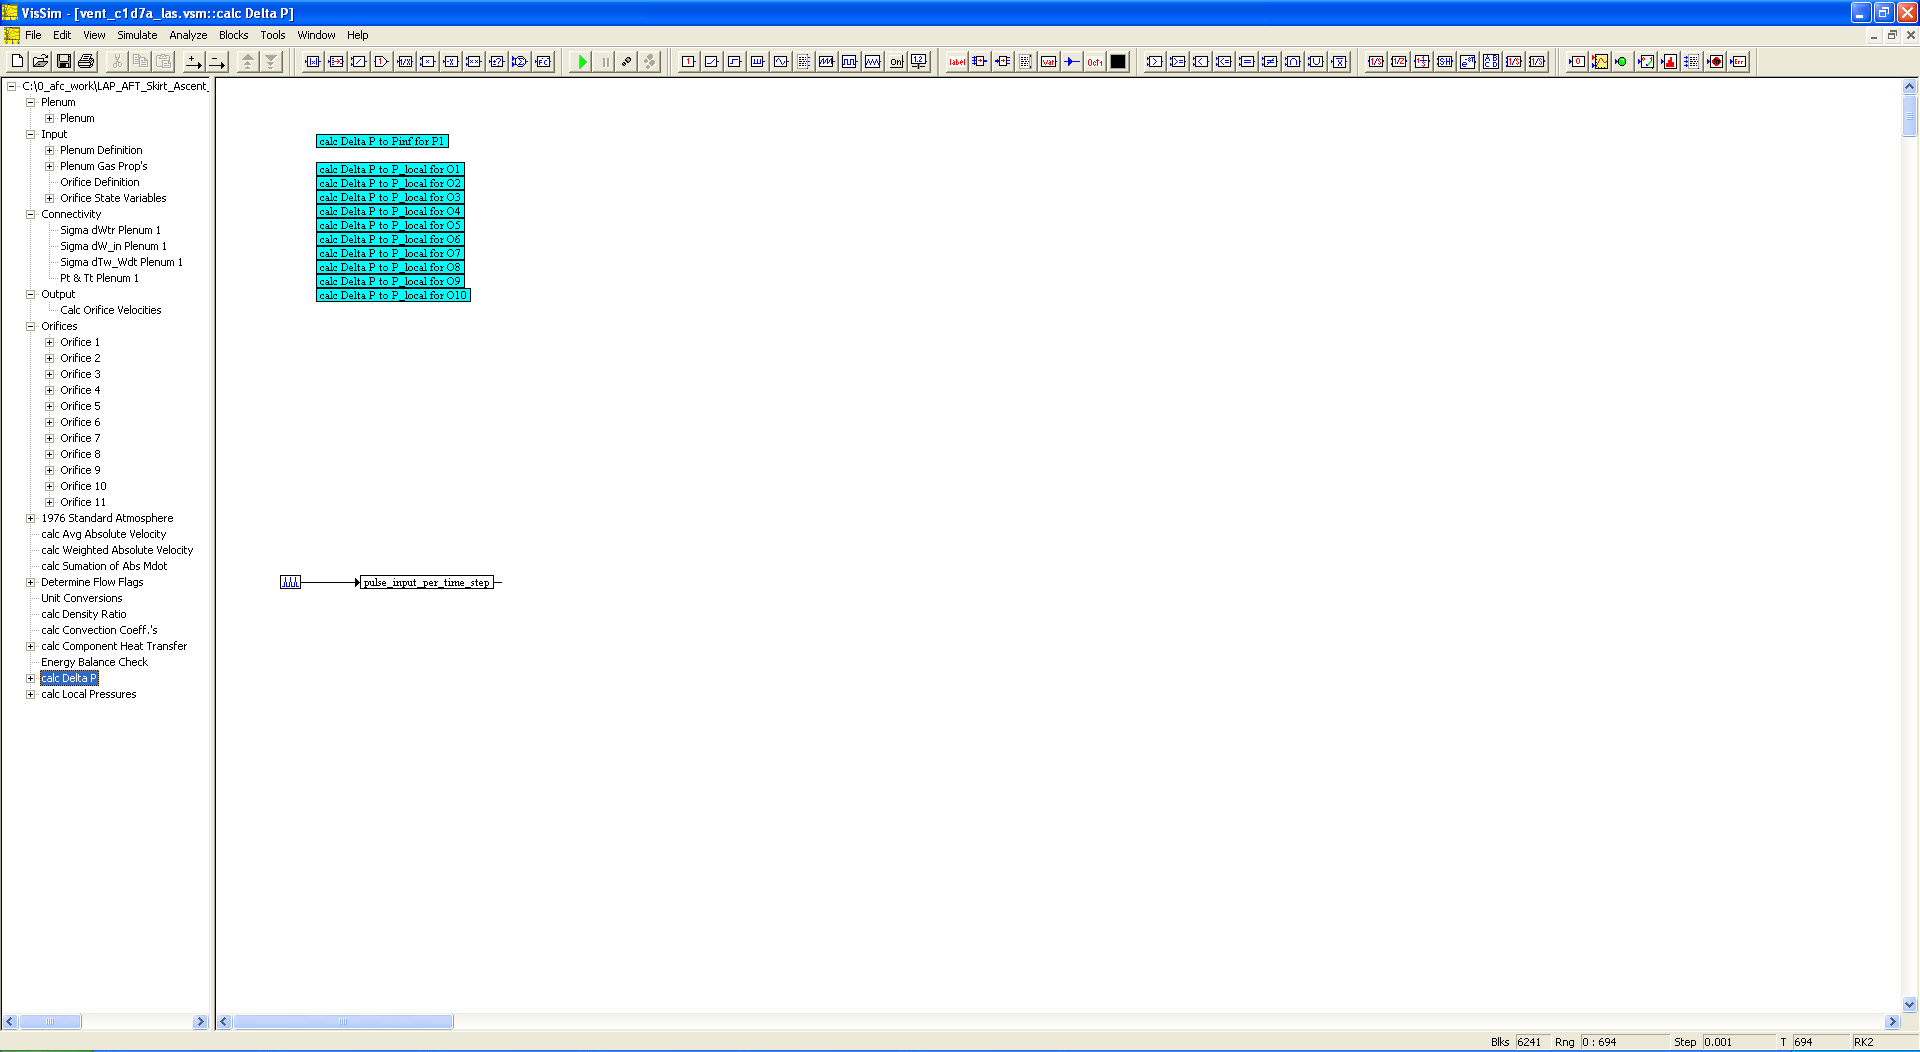 VisSim - [vent_c1d7a_las.vsm::calc Delta P]
File Edit View Simulate Analyze Blocks Tools Window Help
C:\0_afc_work\LAP_AFT_Skirt_Ascent_
Plenum
Plenum
Input
Plenum Definition
Plenum Gas Prop's
Orifice Definition
Orifice State Variables
Connectivity
Sigma dWtr Plenum 1
Sigma dW_in Plenum 1
Sigma dTw_Wdt Plenum 1
Pt & Tt Plenum 1
Output
Calc Orifice Velocities
Orifices
Orifice 1
Orifice 2
Orifice 3
Orifice 4
Orifice 5
Orifice 6
Orifice 7
Orifice 8
Orifice 9
Orifice 10
Orifice 11
1976 Standard Atmosphere
calc Avg Absolute Velocity
calc Weighted Absolute Velocity
calc Sumation of Abs Mdot
Determine Flow Flags
Unit Conversions
calc Density Ratio
calc Convection Coeff.'s
calc Component Heat Transfer
Energy Balance Check
calc Delta P
calc Local Pressures
calc Delta P to Pinf for P1
calc Delta P to P_local for O1
calc Delta P to P_local for O2
calc Delta P to P_local for O3
calc Delta P to P_local for O4
calc Delta P to P_local for O5
calc Delta P to P_local for O6
calc Delta P to P_local for O7
calc Delta P to P_local for O8
calc Delta P to P_local for O9
calc Delta P to P_local for O10
pulse_input_per_time_step
Blks 6241 Rng 0 : 694 Step 0.001 T 694 RK2